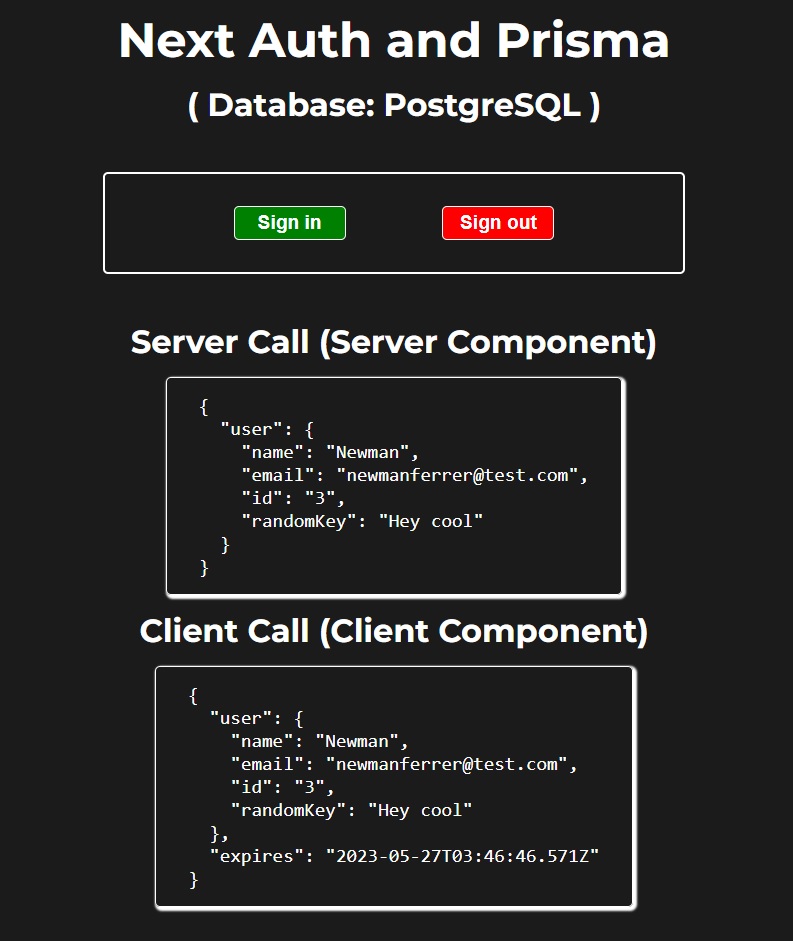 Next Auth and Prisma
( Database: PostgreSQL )
Sign in
Sign out
Server Call (Server Component)
{
  "user": {
    "name": "Newman",
    "email": "newmanferrer@test.com",
    "id": "3",
    "randomKey": "Hey cool"
  }
}
Client Call (Client Component)
{
  "user": {
    "name": "Newman",
    "email": "newmanferrer@test.com",
    "id": "3",
    "randomKey": "Hey cool"
  },
  "expires": "2023-05-27T03:46:46.571Z"
}